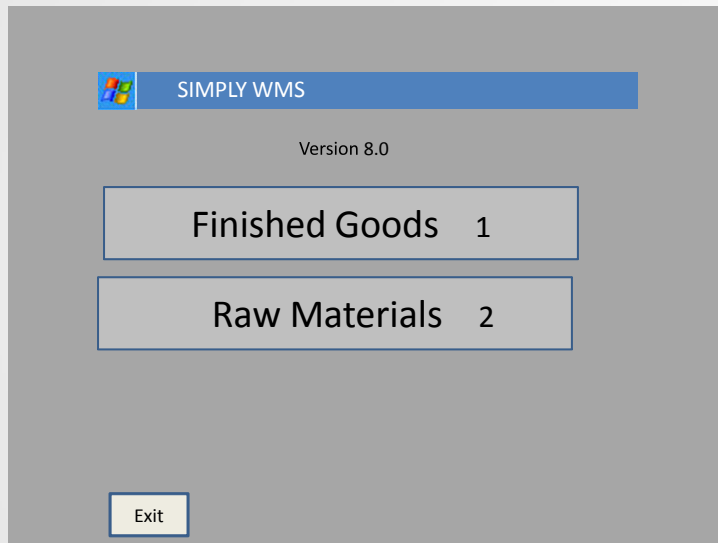 SIMPLY WMS
Version 8.0
Finished Goods 1
Raw Materials 2
Exit